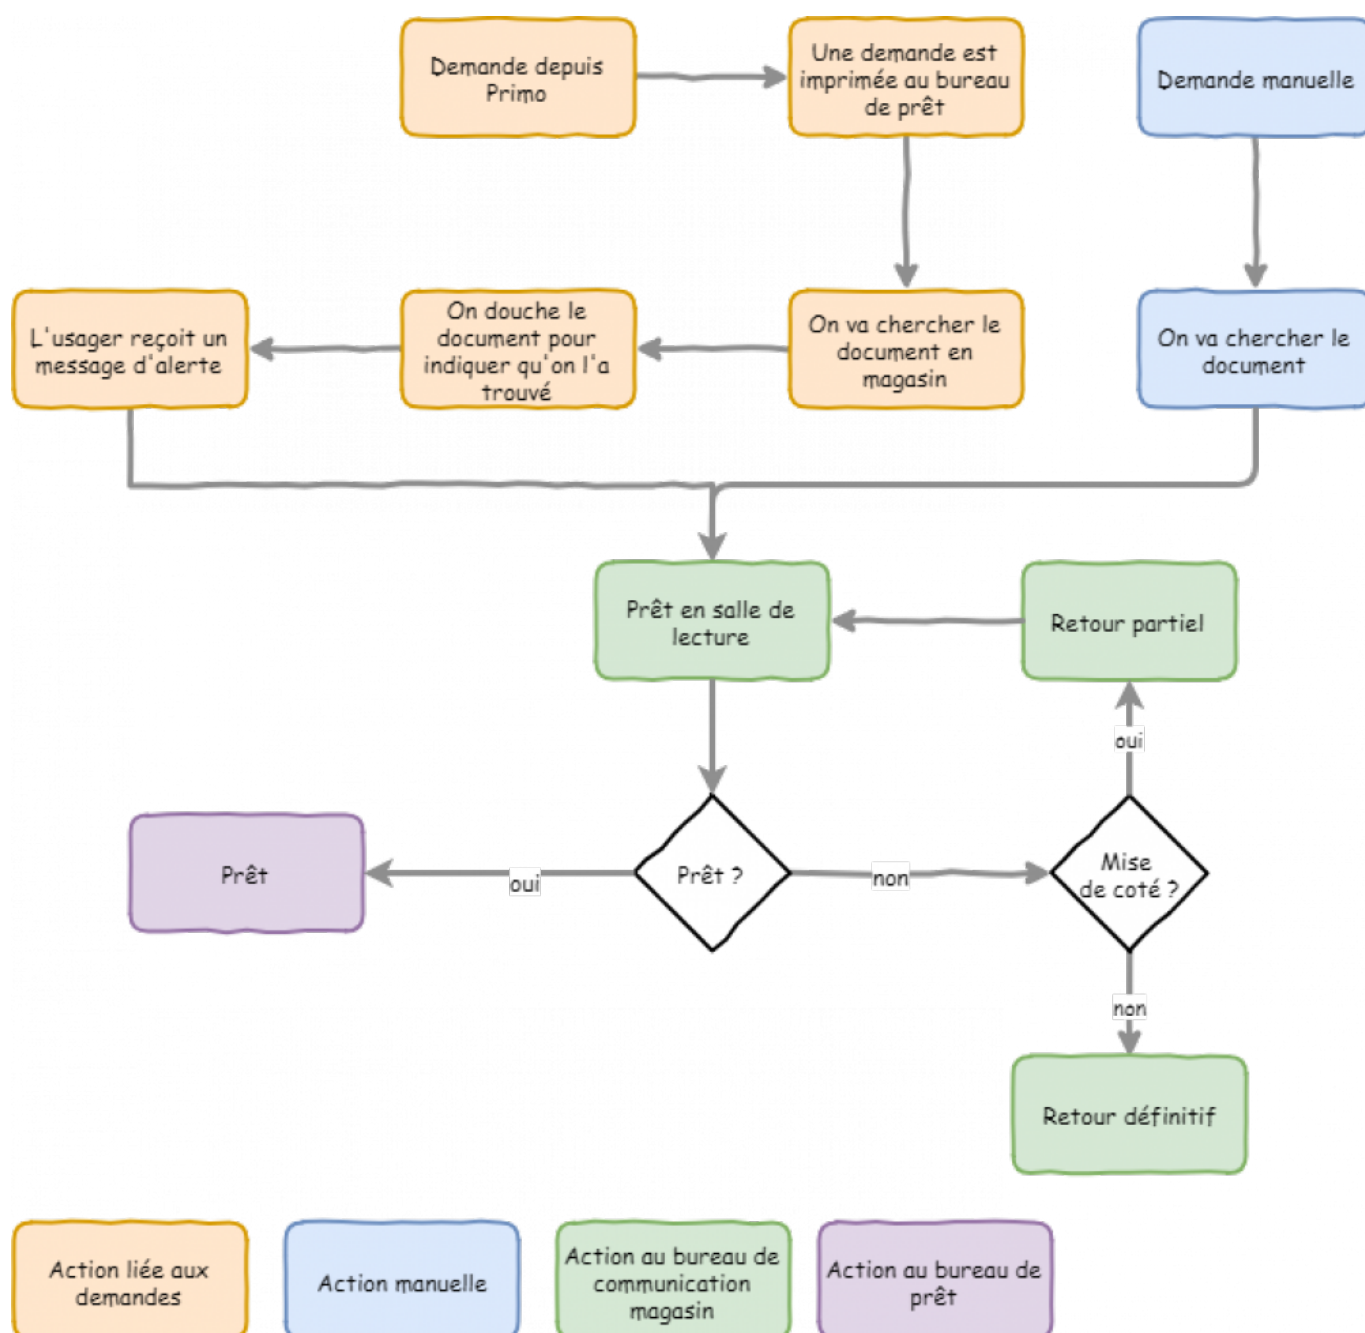 Demande depuis
Primo
Une demande est
imprimée au bureau
de prêt
Demande manuelle
L'usager reçoit un
message d'alerte
On douche le
document pour
indiquer qu'on l'a
trouvé
On va chercher le
document en
magasin
On va chercher le
document
Prêt en salle de
lecture
Retour partiel
oui
Prêt
oui
Prêt ?
non
Mise
de coté ?
non
Retour définitif
Action liée aux
demandes
Action manuelle
Action au bureau de
communication
magasin
Action au bureau de
prêt